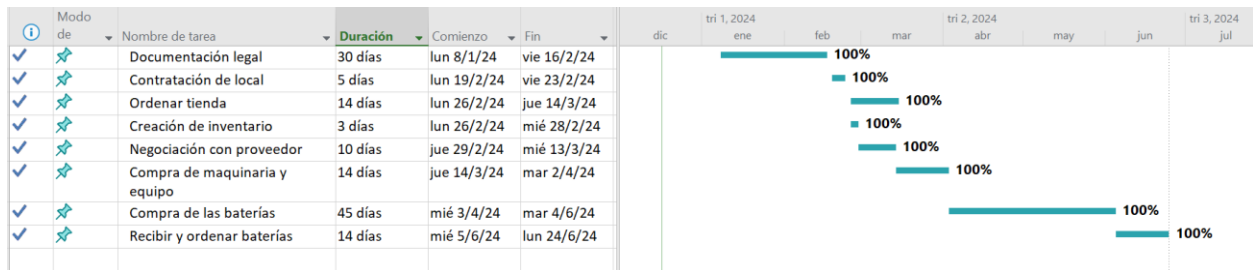 Modo de Nombre de tarea Duración Comienzo Fin
tri 1, 2024 tri 2, 2024 tri 3, 2024
dic ene feb mar abr may jun jul
Documentación legal 30 días lun 8/1/24 vie 16/2/24 100%
Contratación de local 5 días lun 19/2/24 vie 23/2/24 100%
Ordenar tienda 14 días lun 26/2/24 jue 14/3/24 100%
Creación de inventario 3 días lun 26/2/24 mié 28/2/24 100%
Negociación con proveedor 10 días jue 29/2/24 mié 13/3/24 100%
Compra de maquinaria y equipo 14 días jue 14/3/24 mar 2/4/24 100%
Compra de las baterías 45 días mié 3/4/24 mar 4/6/24 100%
Recibir y ordenar baterías 14 días mié 5/6/24 lun 24/6/24 100%